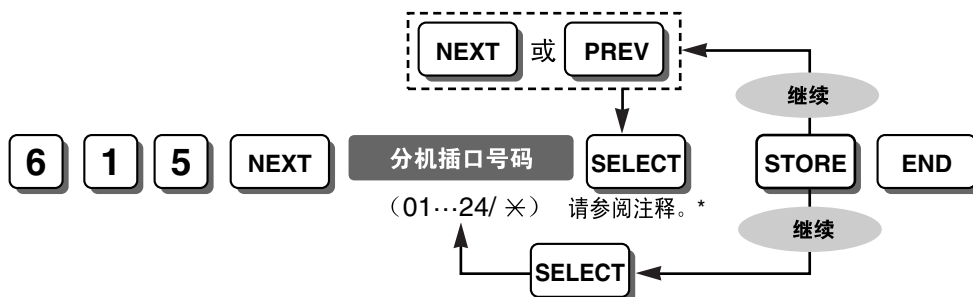 NEXT 或 PREV
继续
6 1 5 NEXT 分机插口号码 SELECT STORE END
（01…24/ ✳） 请参阅注释。*
继续
SELECT